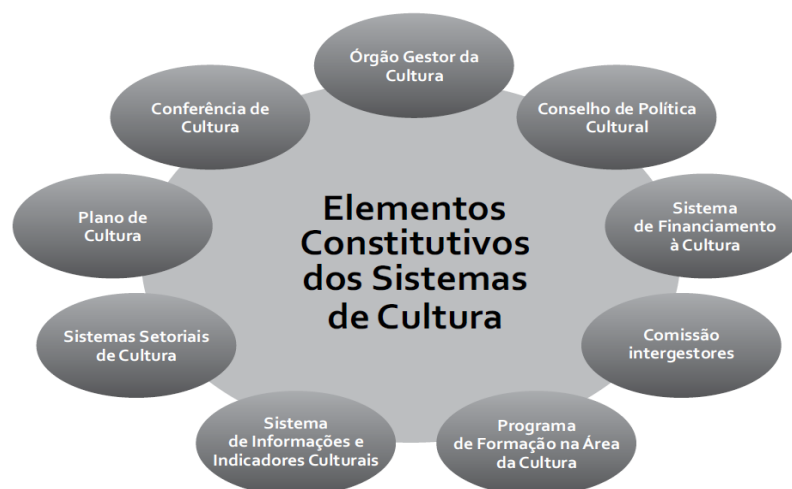 Órgão Gestor da
Cultura
Conferência de
Cultura
Conselho de Política
Cultural
Plano de
Cultura
Elementos
Constitutivos
dos Sistemas
de Cultura
Sistema
de Financiamento
à Cultura
Sistemas Setoriais
de Cultura
Comissão
intergestores
Sistema
de Informações e
Indicadores Culturais
Programa
de Formação na Área
da Cultura